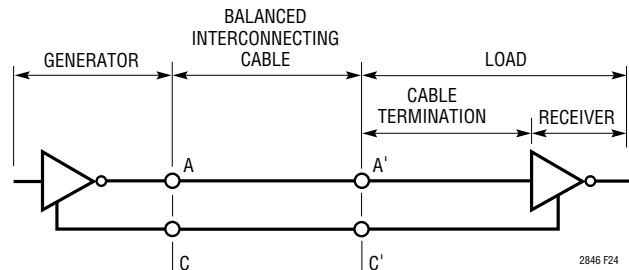 BALANCED
INTERCONNECTING
CABLE
GENERATOR
LOAD
CABLE
TERMINATION
RECEIVER
A
A'
C
C'
2846 F24